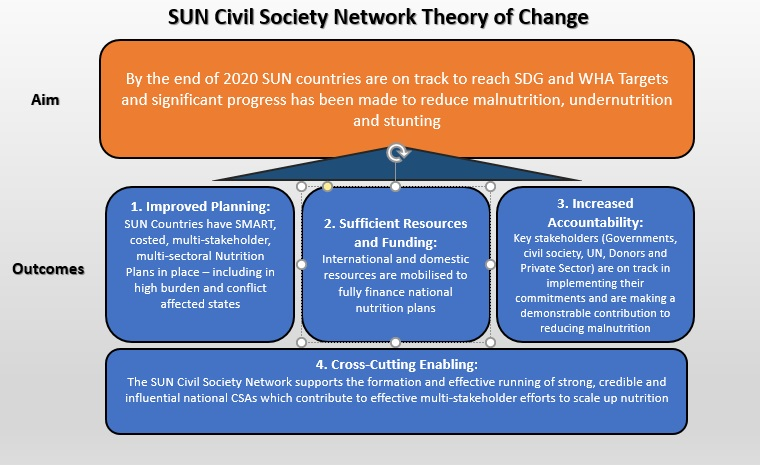 SUN Civil Society Network Theory of Change
Aim
By the end of 2020 SUN countries are on track to reach SDG and WHA Targets
and significant progress has been made to reduce malnutrition, undernutrition
and stunting
Outcomes
1. Improved Planning:
SUN Countries have SMART,
costed, multi-stakeholder,
multi-sectoral Nutrition
Plans in place – including in
high burden and conflict
affected states
2. Sufficient Resources
and Funding:
International and domestic
resources are mobilised to
fully finance national
nutrition plans
3. Increased
Accountability:
Key stakeholders (Governments,
civil society, UN, Donors and
Private Sector) are on track in
implementing their
commitments and are making a
demonstrable contribution to
reducing malnutrition
4. Cross-Cutting Enabling:
The SUN Civil Society Network supports the formation and effective running of strong, credible and
influential national CSAs which contribute to effective multi-stakeholder efforts to scale up nutrition